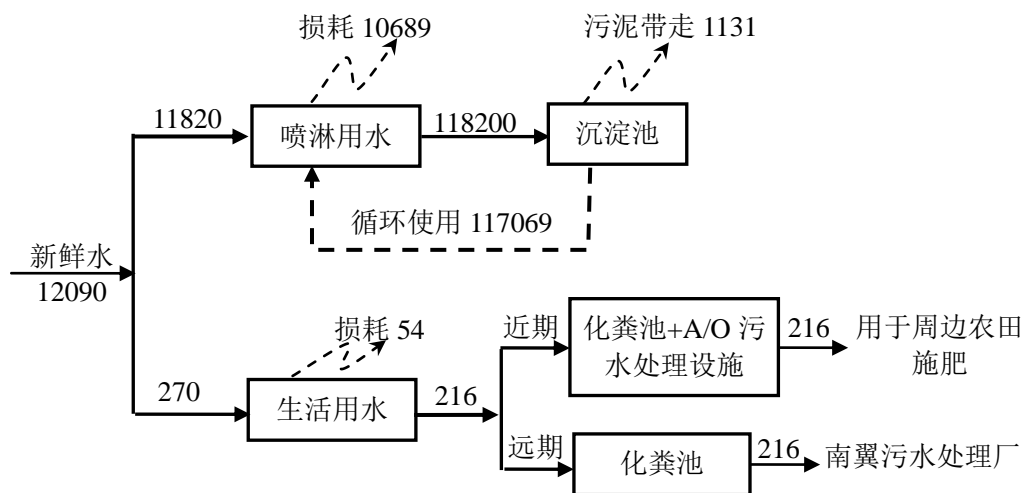 损耗 10689
污泥带走 1131
11820
喷淋用水
118200
沉淀池
循环使用 117069
新鲜水
12090
损耗 54
270
生活用水
216
近期
化粪池+A/O 污
水处理设施
216
用于周边农田
施肥
远期
化粪池
216
南翼污水处理厂